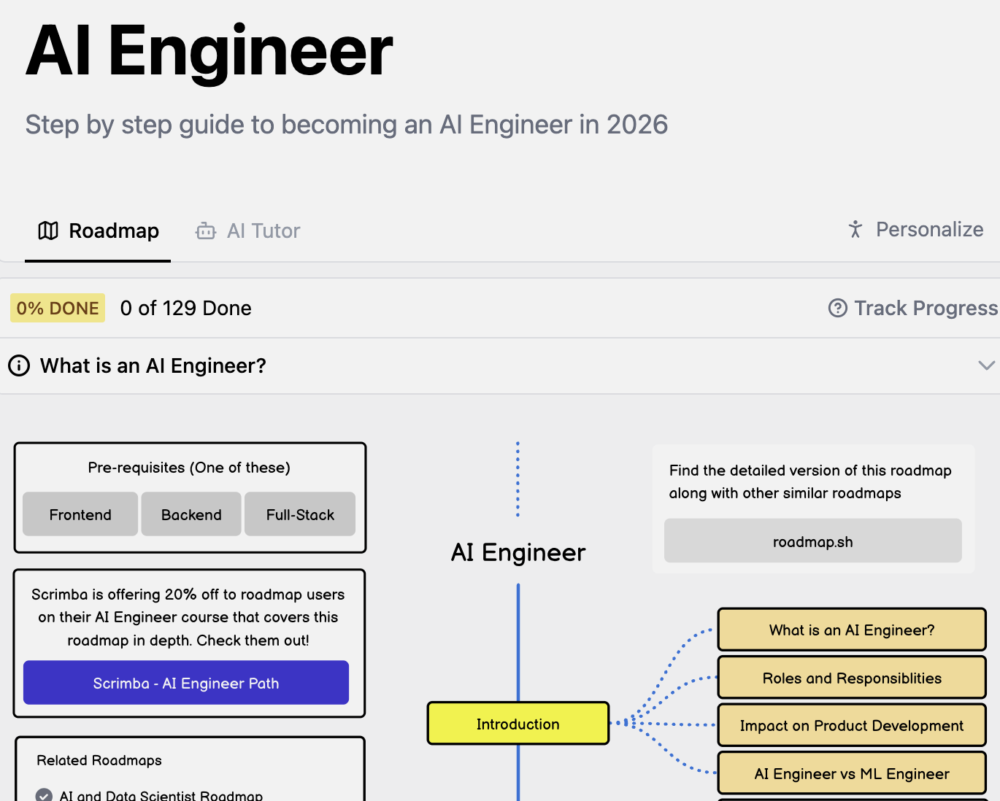 AI Engineer
Step by step guide to becoming an AI Engineer in 2026
Roadmap
AI Tutor
Personalize
0% DONE
0 of 129 Done
Track Progress
What is an AI Engineer?
Pre-requisites (One of these)
Frontend
Backend
Full-Stack
Scrimba is offering 20% off to roadmap users
on their AI Engineer course that covers this
roadmap in depth. Check them out!
Scrimba - AI Engineer Path
Related Roadmaps
AI and Data Scientist Roadmap
AI Engineer
Introduction
Find the detailed version of this roadmap
along with other similar roadmaps
roadmap.sh
What is an AI Engineer?
Roles and Responsiblities
Impact on Product Development
AI Engineer vs ML Engineer